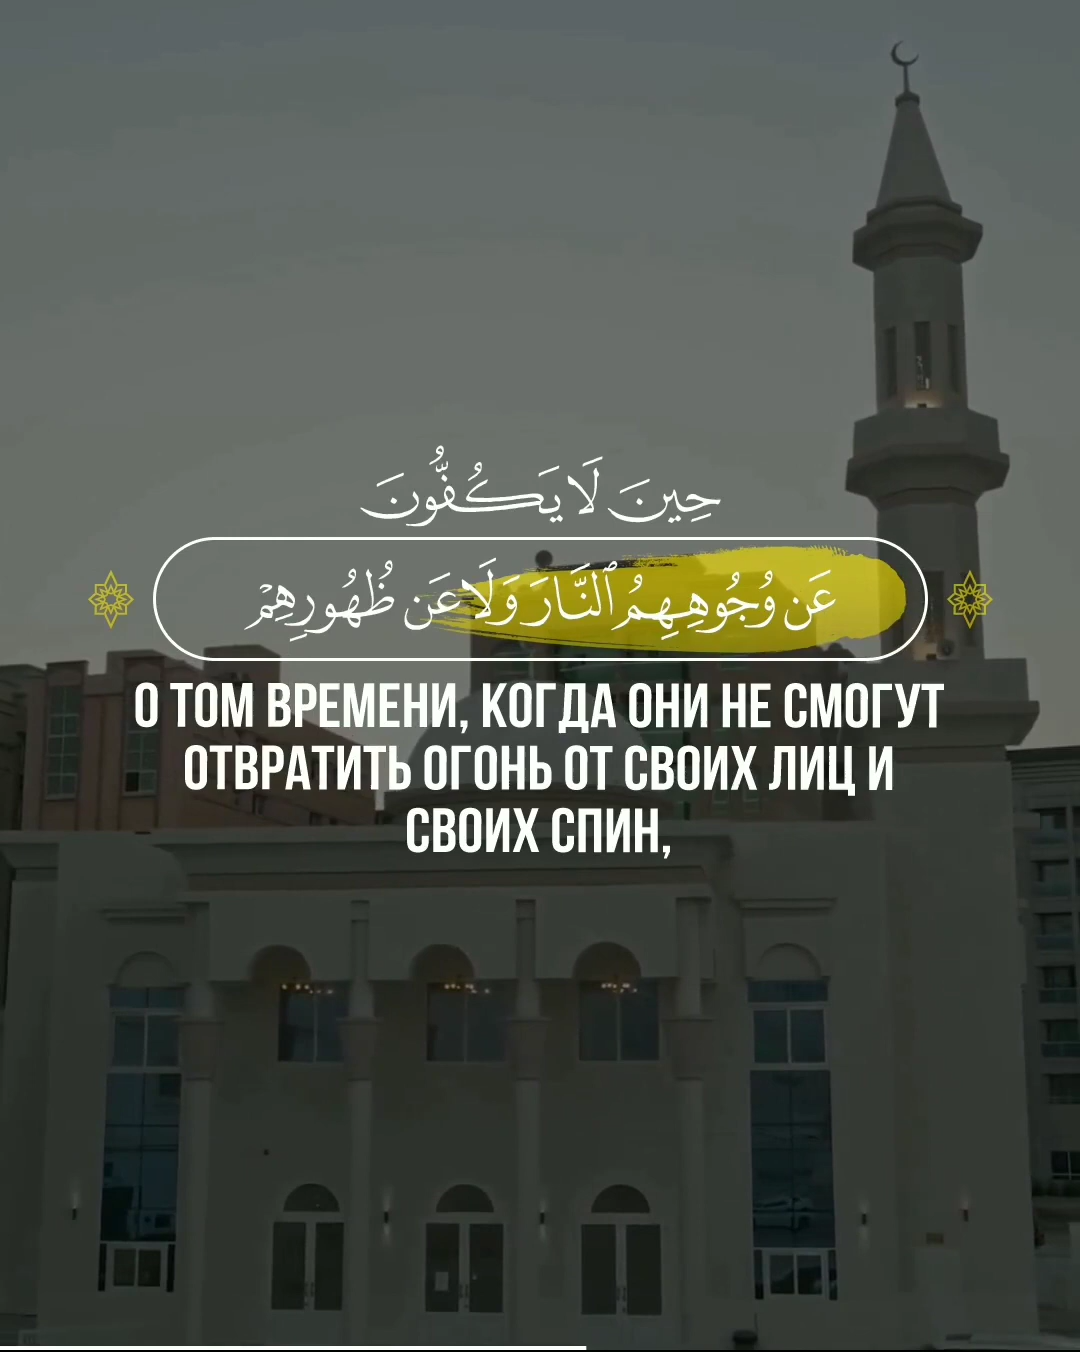 حِينَ لَا يَكُفُّونَ
عَن وُجُوهِهِمُ ٱلنَّارَ وَلَا عَن ظُهُورِهِمْ
О ТОМ ВРЕМЕНИ, КОГДА ОНИ НЕ СМОГУТ
ОТВРАТИТЬ ОГОНЬ ОТ СВОИХ ЛИЦ И
СВОИХ СПИН,